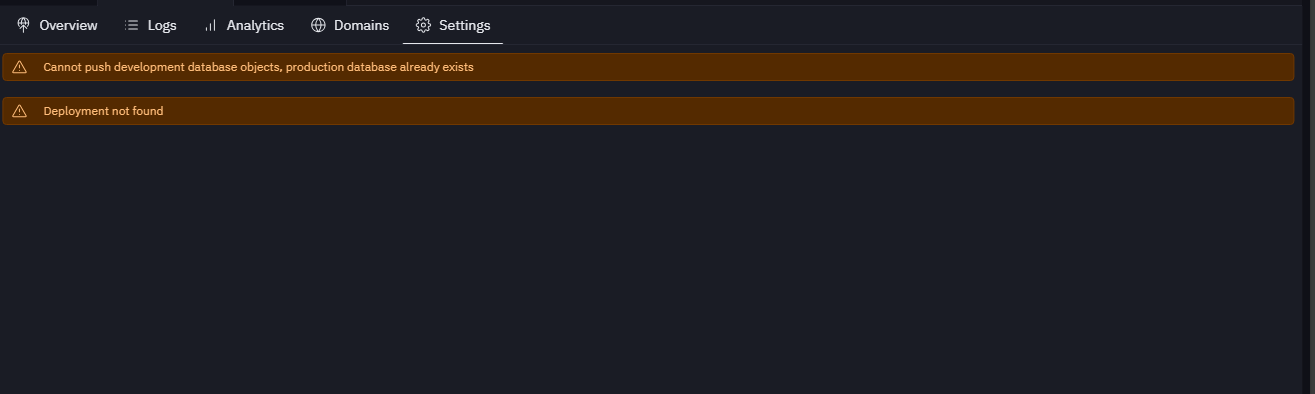 Overview
Logs
Analytics
Domains
Settings
Cannot push development database objects, production database already exists
Deployment not found